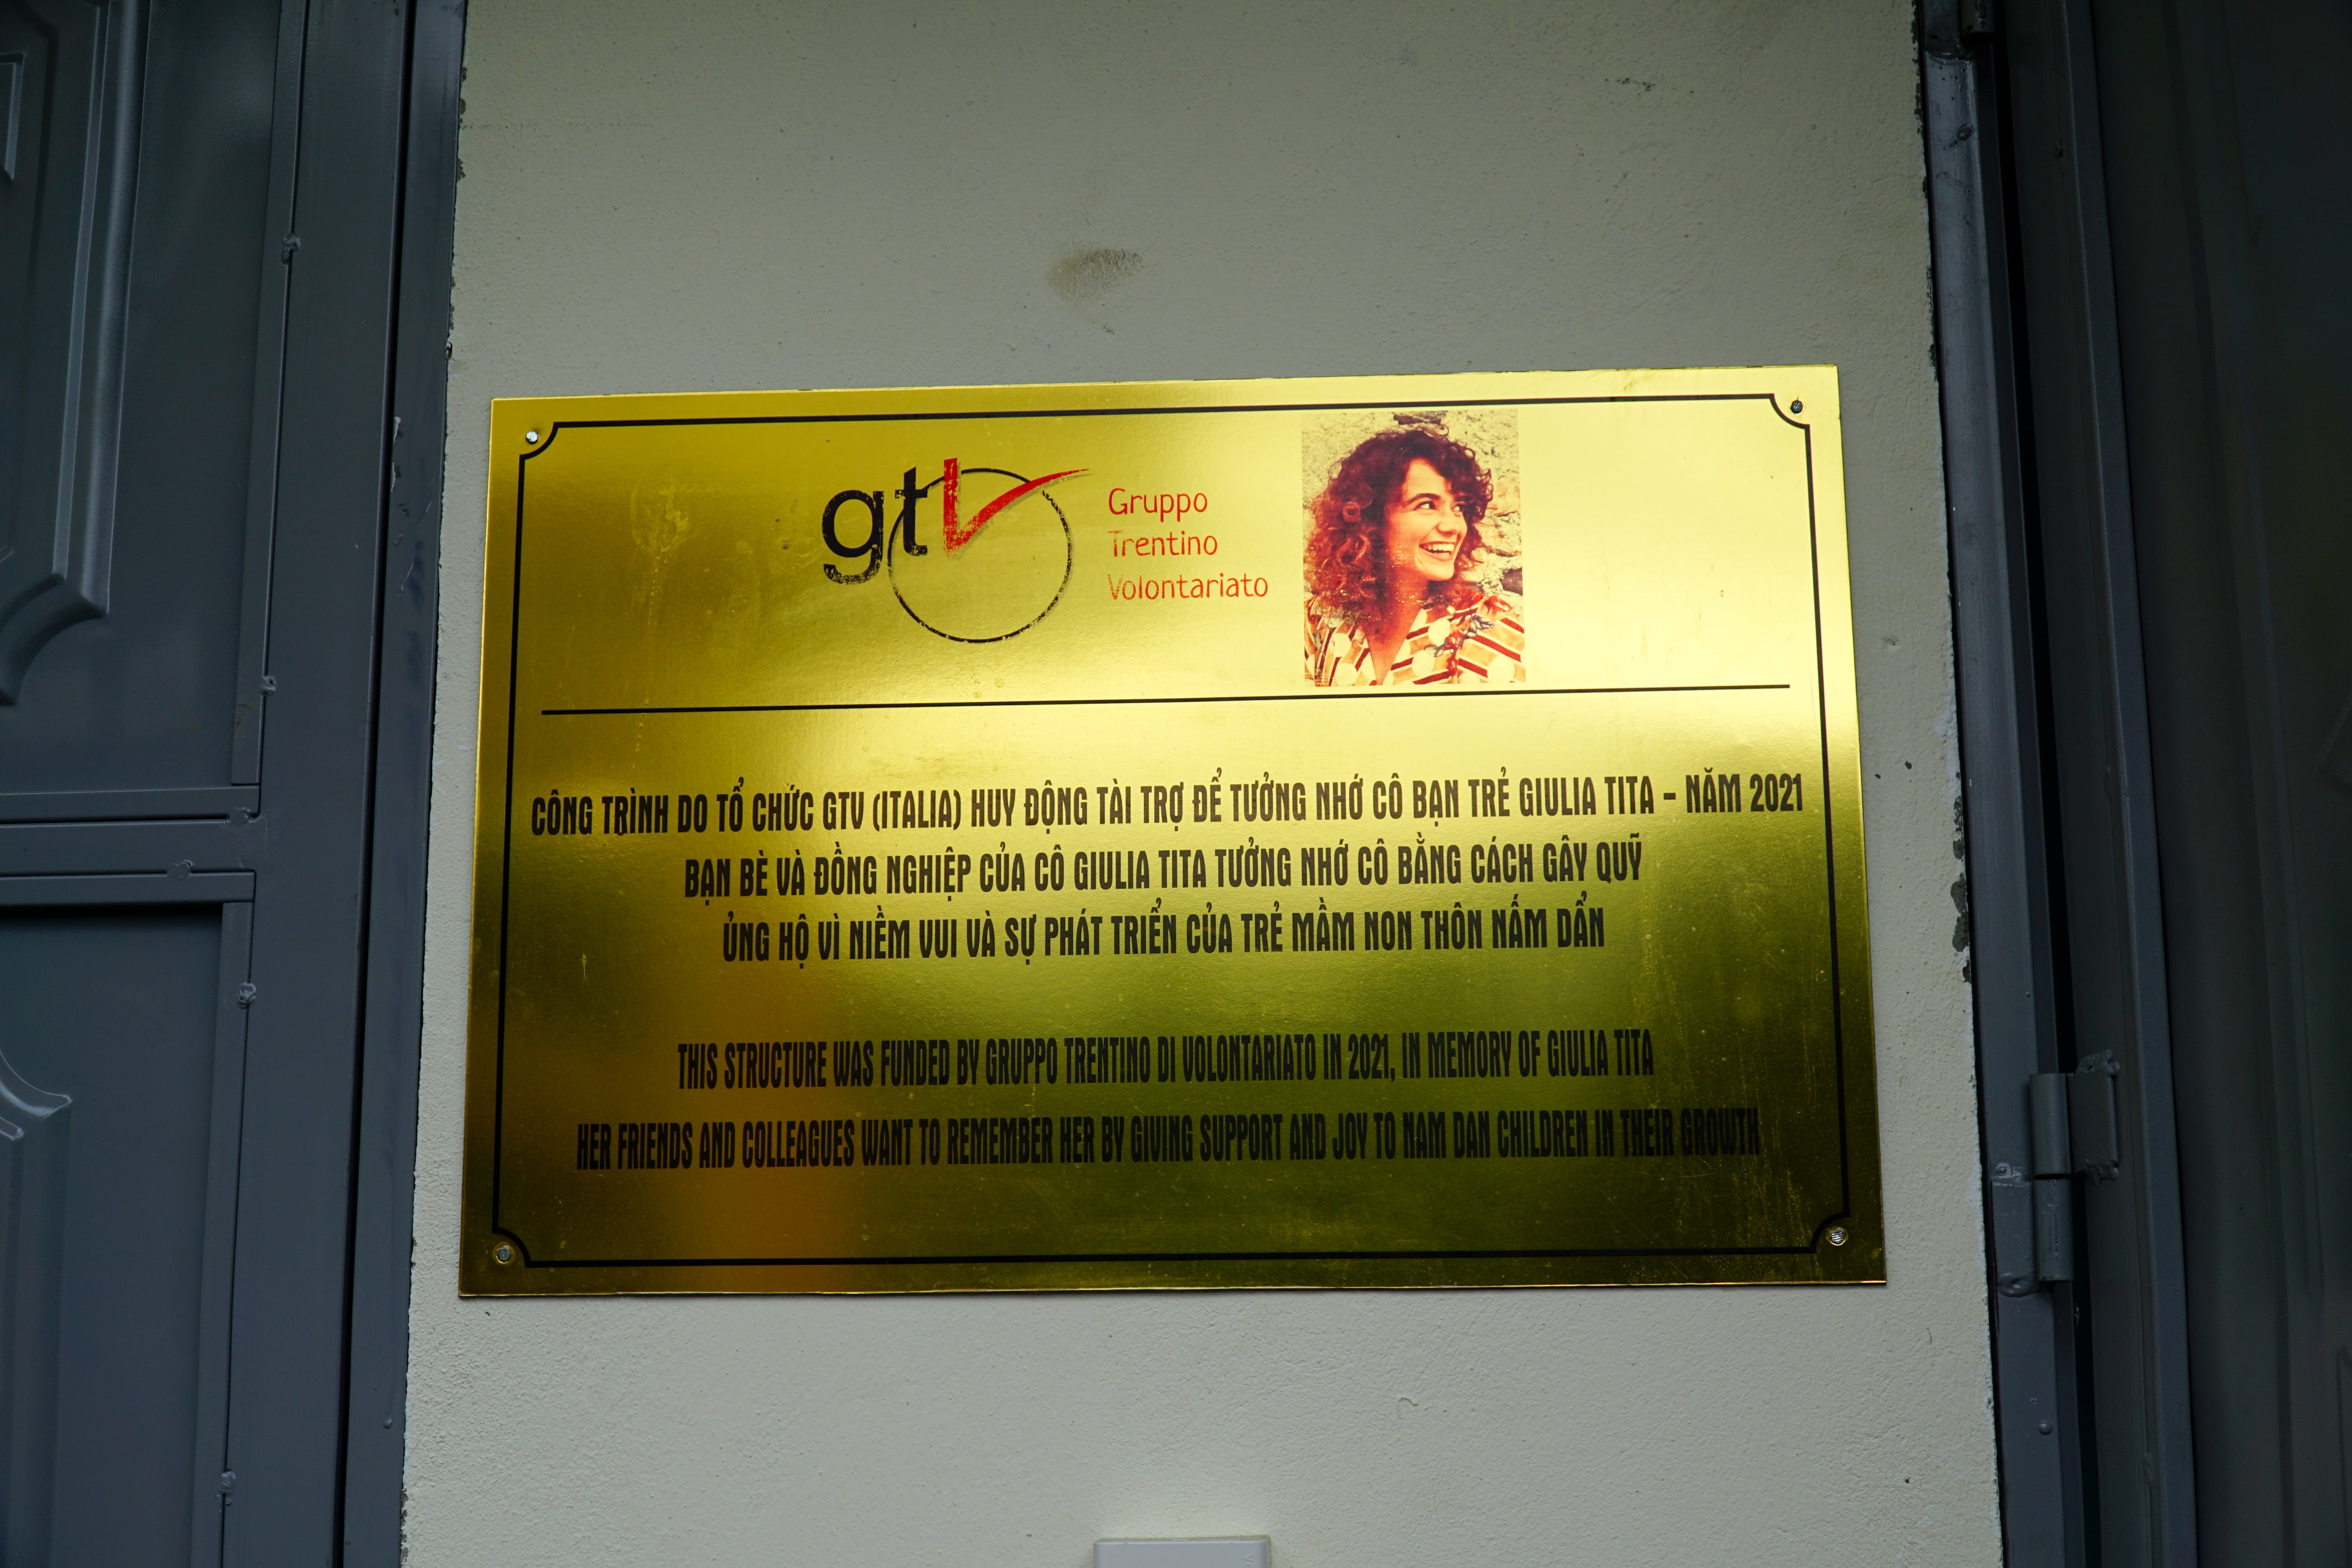 gtv
Gruppo
Trentino
Volontariato
CÔNG TRÌNH DO TỔ CHỨC GTV (ITALIA) HUY ĐỘNG TÀI TRỢ ĐỂ TƯỞNG NHỚ CÔ BẠN TRẺ GIULIA TITA – NĂM 2021
BẠN BÈ VÀ ĐỒNG NGHIỆP CỦA CÔ GIULIA TITA TƯỞNG NHỚ CÔ BẰNG CÁCH GÂY QUỸ
ỦNG HỘ VÌ NIỀM VUI VÀ SỰ PHÁT TRIỂN CỦA TRẺ MẦM NON THÔN NẤM DẨN
THIS STRUCTURE WAS FUNDED BY GRUPPO TRENTINO DI VOLONTARIATO IN 2021, IN MEMORY OF GIULIA TITA
HER FRIENDS AND COLLEAGUES WANT TO REMEMBER HER BY GIVING SUPPORT AND JOY TO NAM DAN CHILDREN IN THEIR GROWTH